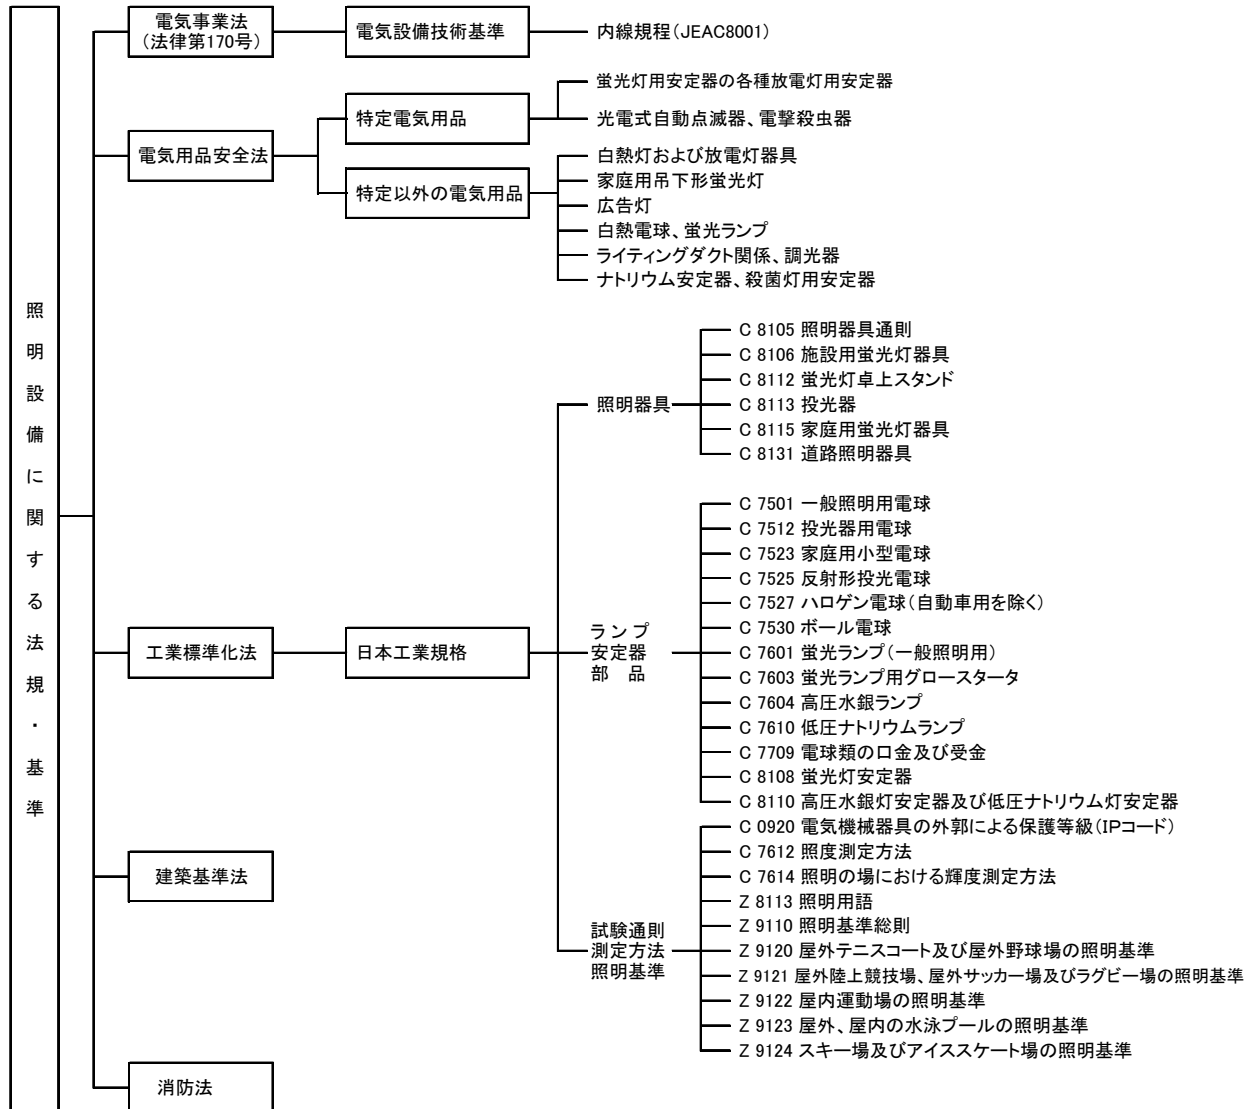 照明設備に関する法規・基準
電気事業法
(法律第170号)
電気設備技術基準
内線規程(JEAC8001)
電気用品安全法
特定電気用品
蛍光灯用安定器の各種放電灯用安定器
光電式自動点滅器、電撃殺虫器
特定以外の電気用品
白熱灯および放電灯器具
家庭用吊下形蛍光灯
広告灯
白熱電球、蛍光ランプ
ライティングダクト関係、調光器
ナトリウム安定器、殺菌灯用安定器
工業標準化法
日本工業規格
照明器具
C 8105 照明器具通則
C 8106 施設用蛍光灯器具
C 8112 蛍光灯卓上スタンド
C 8113 投光器
C 8115 家庭用蛍光灯器具
C 8131 道路照明器具
ランプ
安定器
部品
C 7501 一般照明用電球
C 7512 投光器用電球
C 7523 家庭用小型電球
C 7525 反射形投光電球
C 7527 ハロゲン電球(自動車用を除く)
C 7530 ボール電球
C 7601 蛍光ランプ(一般照明用)
C 7603 蛍光ランプ用グロースタータ
C 7604 高圧水銀ランプ
C 7610 低圧ナトリウムランプ
C 7709 電球類の口金及び受金
C 8108 蛍光灯安定器
C 8110 高圧水銀灯安定器及び低圧ナトリウム灯安定器
試験通則
測定方法
照明基準
C 0920 電気機械器具の外郭による保護等級(IPコード)
C 7612 照度測定方法
C 7614 照明の場における輝度測定方法
Z 8113 照明用語
Z 9110 照明基準総則
Z 9120 屋外テニスコート及び屋外野球場の照明基準
Z 9121 屋外陸上競技場、屋外サッカー場及びラグビー場の照明基準
Z 9122 屋内運動場の照明基準
Z 9123 屋外、屋内の水泳プールの照明基準
Z 9124 スキー場及びアイススケート場の照明基準
建築基準法
消防法